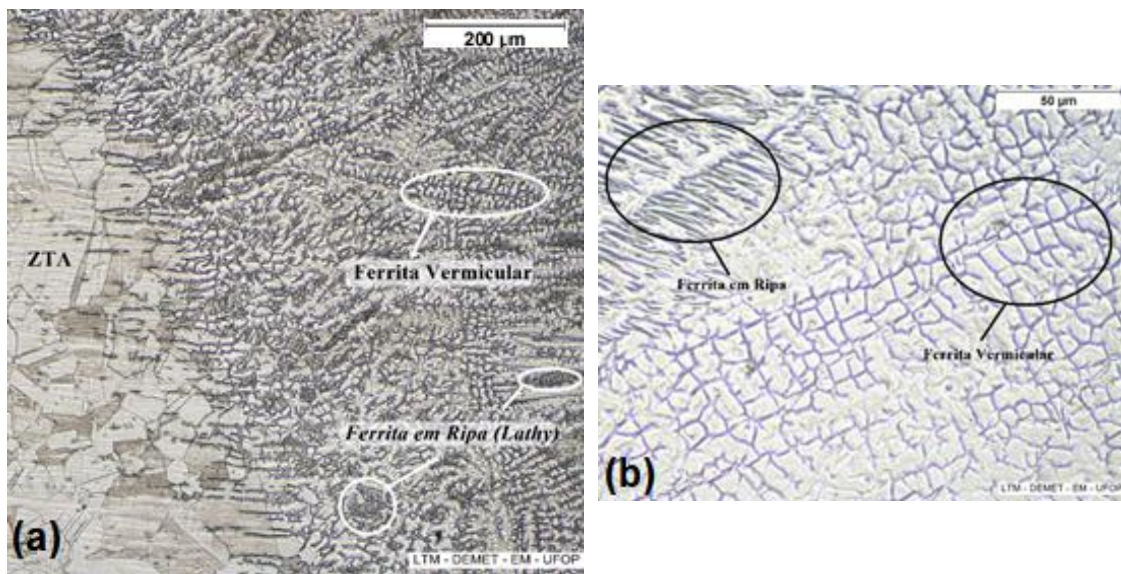 200 µm
ZTA
Ferrita Vermicular
Ferrita em Ripa (Lathy)
(a)
LTM - DEMET - EM - UFOP
50 µm
Ferrita em Ripa
Ferrita Vermicular
(b)
LTM - DEMET - EM - UFOP